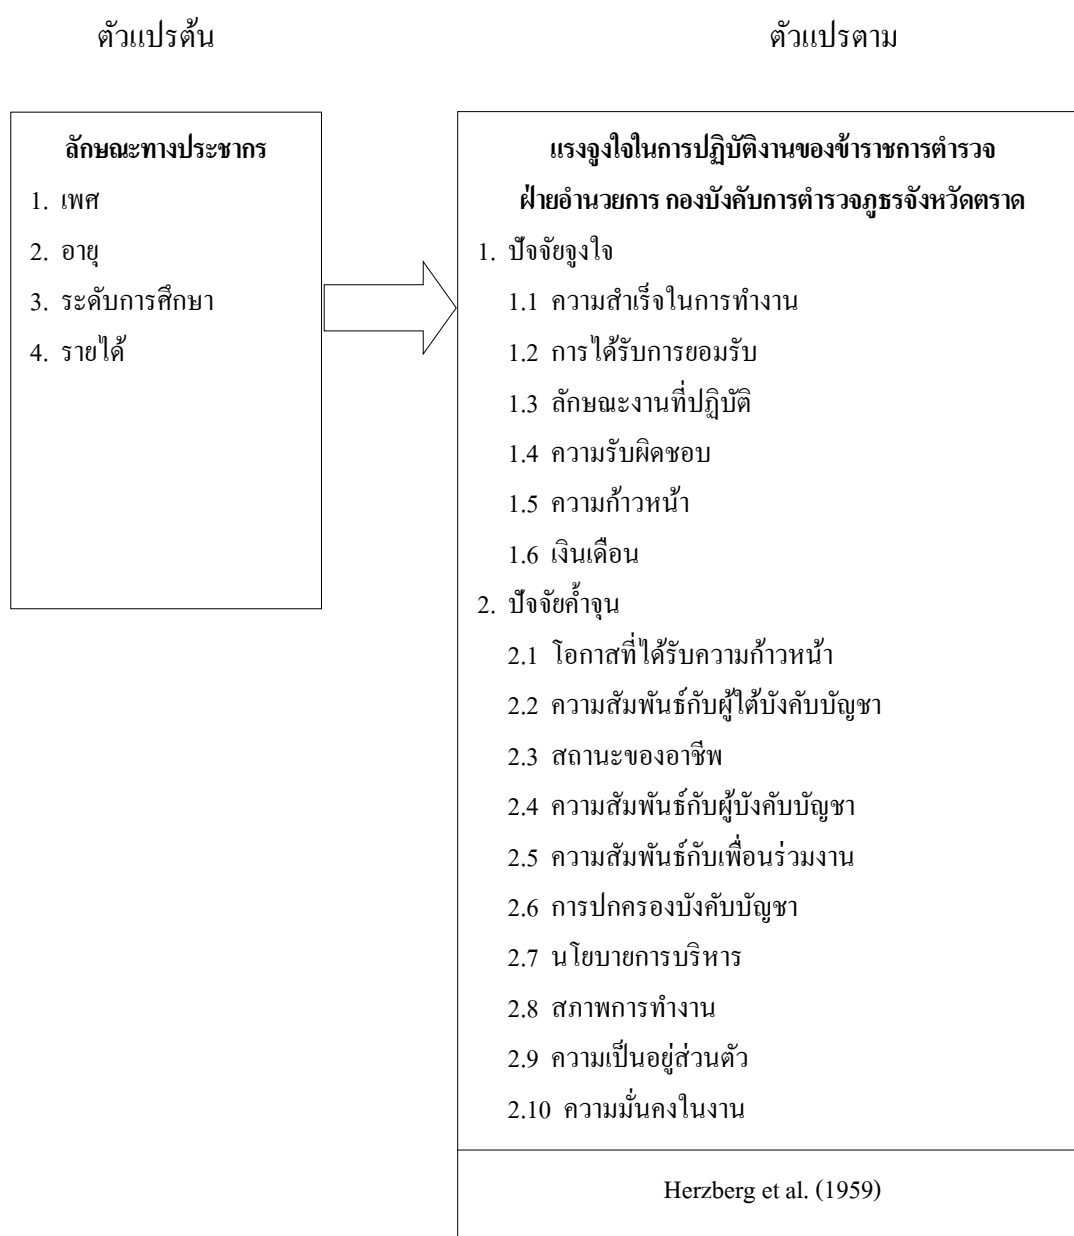 ตัวแปรต้น
ตัวแปรตาม
ลักษณะทางประชากร
1. เพศ
2. อายุ
3. ระดับการศึกษา
4. รายได้
แรงจูงใจในการปฏิบัติงานของข้าราชการตำรวจ
ฝ่ายอำนวยการ กองบังคับการตำรวจภูธรจังหวัดตราด
1. ปัจจัยจูงใจ
1.1 ความสำเร็จในการทำงาน
1.2 การได้รับการยอมรับ
1.3 ลักษณะงานที่ปฏิบัติ
1.4 ความรับผิดชอบ
1.5 ความก้าวหน้า
1.6 เงินเดือน
2. ปัจจัยค้ำจุน
2.1 โอกาสที่ได้รับความก้าวหน้า
2.2 ความสัมพันธ์กับผู้ใต้บังคับบัญชา
2.3 สถานะของอาชีพ
2.4 ความสัมพันธ์กับผู้บังคับบัญชา
2.5 ความสัมพันธ์กับเพื่อนร่วมงาน
2.6 การปกครองบังคับบัญชา
2.7 นโยบายการบริหาร
2.8 สภาพการทำงาน
2.9 ความเป็นอยู่ส่วนตัว
2.10 ความมั่นคงในงาน
Herzberg et al. (1959)